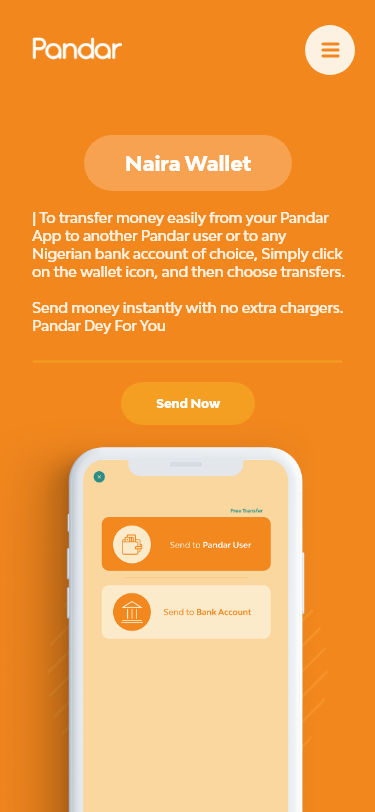 Pandar
Naira Wallet
| To transfer money easily from your Pandar
App to another Pandar user or to any
Nigerian bank account of choice, Simply click
on the wallet icon, and then choose transfers.
Send money instantly with no extra chargers.
Pandar Dey For You
Send Now
Free Transfer
Send to Pandar User
Send to Bank Account